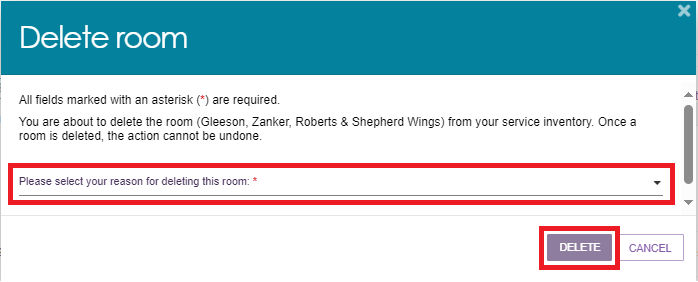 Delete room
All fields marked with an asterisk (*) are required.
You are about to delete the room (Gleeson, Zanker, Roberts & Shepherd Wings) from your service inventory. Once a
room is deleted, the action cannot be undone.
Please select your reason for deleting this room: *
DELETE CANCEL